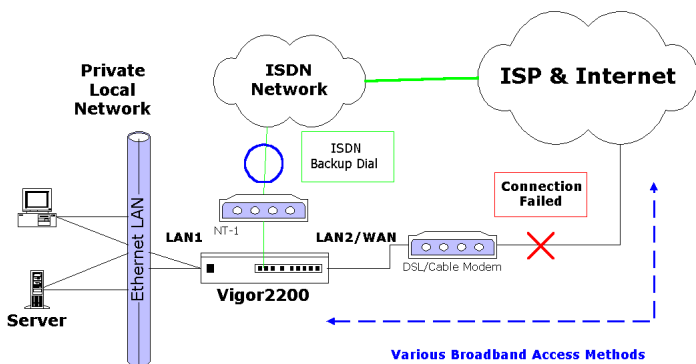 Private
Local
Network
ISDN
Network
ISP & Internet
ISDN
Backup Dial
Connection
Failed
Ethernet LAN
NT-1
LAN1
LAN2/WAN
DSL/Cable Modem
Vigor2200
Server
Various Broadband Access Methods